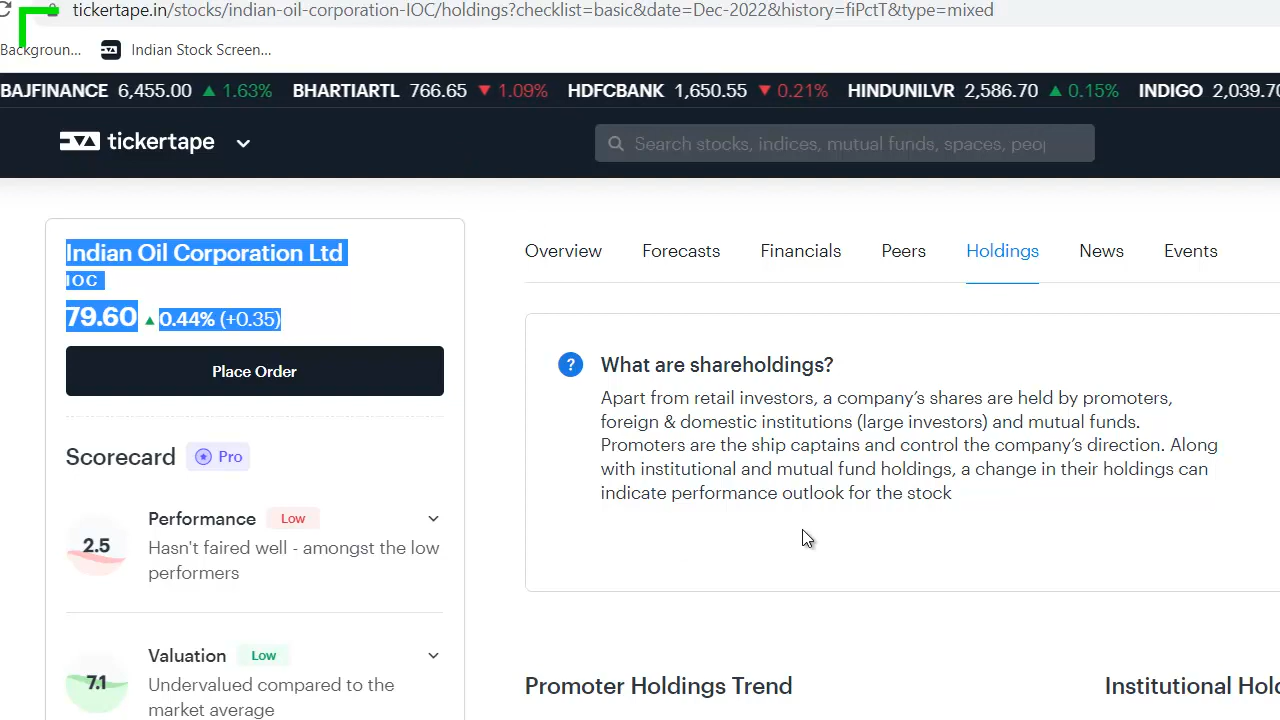 tickertape.in/stocks/indian-oil-corporation-IOC/holdings?checklist=basic&date=Dec-2022&history=fiPctT&type=mixed
Backgroun... Indian Stock Screen...
BAJFINANCE 6,455.00 ▲ 1.63% BHARTIARTL 766.65 ▼ 1.09% HDFCBANK 1,650.55 ▼ 0.21% HINDUNILVR 2,586.70 ▲ 0.15% INDIGO 2,039.70
tickertape
Search stocks, indices, mutual funds, spaces, peop
Indian Oil Corporation Ltd
IOC
79.60 ▲ 0.44% (+0.35)
Place Order
Scorecard Pro
Performance Low
2.5
Hasn't faired well - amongst the low
performers
Valuation Low
7.1
Undervalued compared to the
market average
Overview Forecasts Financials Peers Holdings News Events
? What are shareholdings?
Apart from retail investors, a company’s shares are held by promoters,
foreign & domestic institutions (large investors) and mutual funds.
Promoters are the ship captains and control the company’s direction. Along
with institutional and mutual fund holdings, a change in their holdings can
indicate performance outlook for the stock
Promoter Holdings Trend
Institutional Hold